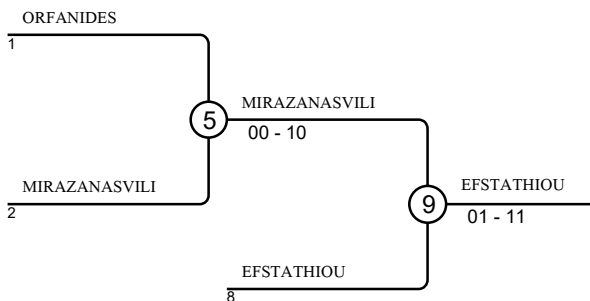 ORFANIDES
1
5
MIRAZANASVILI
00 - 10
MIRAZANASVILI
2
9
EFSTATHIOU
01 - 11
EFSTATHIOU
8